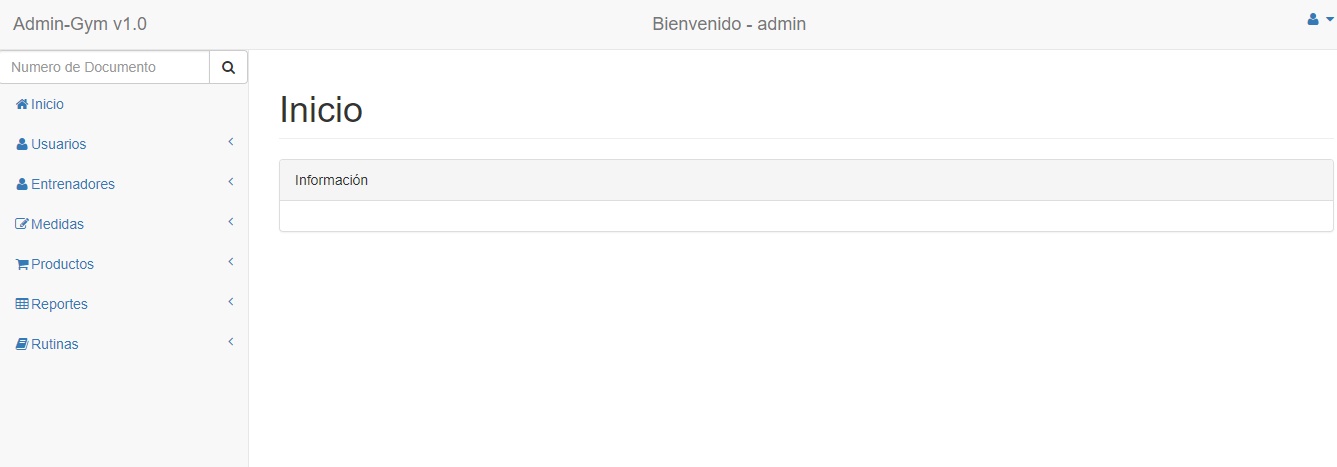 Admin-Gym v1.0
Bienvenido - admin
Numero de Documento
Inicio
Usuarios
Entrenadores
Medidas
Productos
Reportes
Rutinas
Inicio
Información